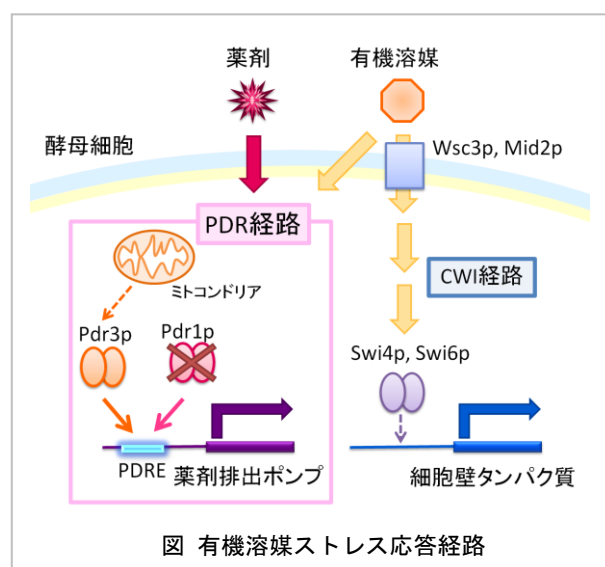 薬剤
有機溶媒
酵母細胞
Wsc3p, Mid2p
PDR経路
CWI経路
ミトコンドリア
Pdr3p
Pdr1p
Swi4p, Swi6p
PDRE
薬剤排出ポンプ
細胞壁タンパク質
図 有機溶媒ストレス応答経路